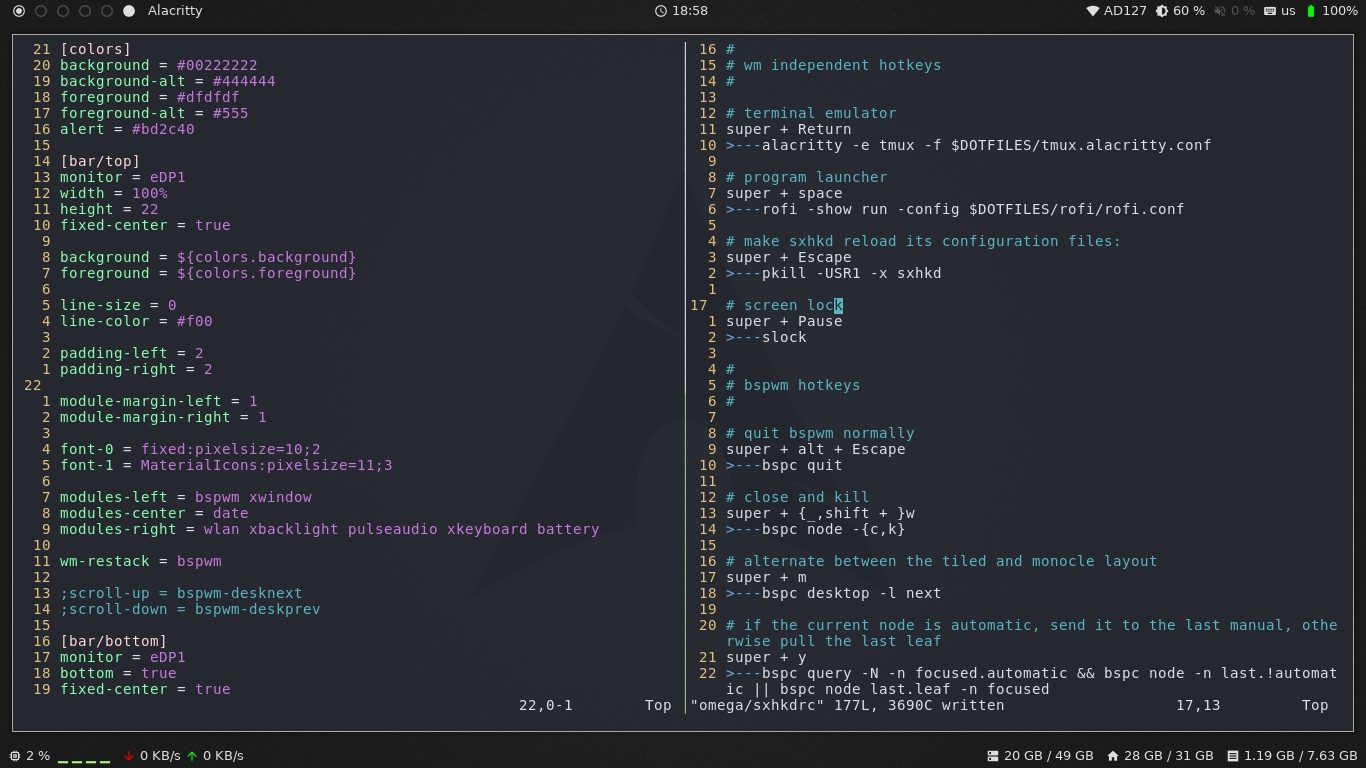 Alacritty
18:58
AD127 60 % 0 % us 100%
21 [colors]
20 background = #00222222
19 background-alt = #444444
18 foreground = #dfdfdf
17 foreground-alt = #555
16 alert = #bd2c40
15
14 [bar/top]
13 monitor = eDP1
12 width = 100%
11 height = 22
10 fixed-center = true
9
8 background = ${colors.background}
7 foreground = ${colors.foreground}
6
5 line-size = 0
4 line-color = #f00
3
2 padding-left = 2
1 padding-right = 2
22
1 module-margin-left = 1
2 module-margin-right = 1
3
4 font-0 = fixed:pixelsize=10;2
5 font-1 = MaterialIcons:pixelsize=11;3
6
7 modules-left = bspwm xwindow
8 modules-center = date
9 modules-right = wlan xbacklight pulseaudio xkeyboard battery
10
11 wm-restack = bspwm
12
13 ;scroll-up = bspwm-desknext
14 ;scroll-down = bspwm-deskprev
15
16 [bar/bottom]
17 monitor = eDP1
18 bottom = true
19 fixed-center = true
22,0-1 Top
16 #
15 # wm independent hotkeys
14 #
13
12 # terminal emulator
11 super + Return
10 >---alacritty -e tmux -f $DOTFILES/tmux.alacritty.conf
9
8 # program launcher
7 super + space
6 >---rofi -show run -config $DOTFILES/rofi/rofi.conf
5
4 # make sxhkd reload its configuration files:
3 super + Escape
2 >---pkill -USR1 -x sxhkd
1
17 # screen lock
1 super + Pause
2 >---slock
3
4 #
5 # bspwm hotkeys
6 #
7
8 # quit bspwm normally
9 super + alt + Escape
10 >---bspc quit
11
12 # close and kill
13 super + {_,shift + }w
14 >---bspc node -{c,k}
15
16 # alternate between the tiled and monocle layout
17 super + m
18 >---bspc desktop -l next
19
20 # if the current node is automatic, send it to the last manual, othe
rwise pull the last leaf
21 super + y
22 >---bspc query -N -n focused.automatic && bspc node -n last.!automat
ic || bspc node last.leaf -n focused
"omega/sxhkdrc" 177L, 3690C written 17,13 Top
2 % 0 KB/s 0 KB/s
20 GB / 49 GB 28 GB / 31 GB 1.19 GB / 7.63 GB